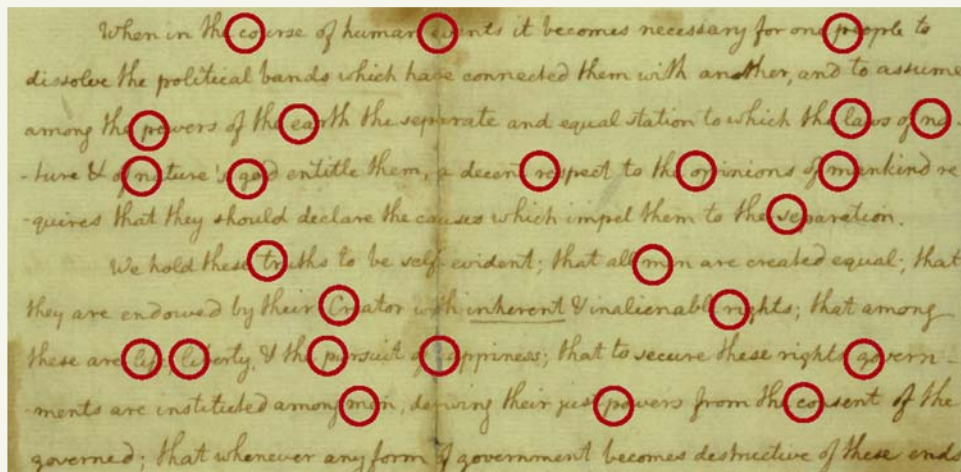 When in the course of human events it becomes necessary for one people to
dissolve the political bands which have connected them with another, and to assume
among the powers of the earth the separate and equal station to which the laws of na-
-ture & of nature's god entitle them, a decent respect to the opinions of mankind re
-quires that they should declare the causes which impel them to the separation.
We hold these truths to be self-evident; that all men are created equal; that
they are endowed by their Creator with inherent & inalienable rights; that among
these are life, liberty, & the pursuit of happiness; that to secure these rights, govern-
-ments are instituted among men, deriving their just powers from the consent of the
governed; that whenever any form of government becomes destructive of these ends